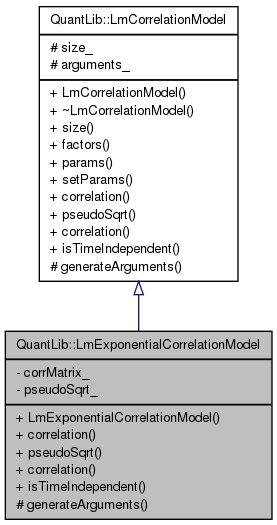 QuantLib::LmCorrelationModel
# size_
# arguments_
+ LmCorrelationModel()
+ ~LmCorrelationModel()
+ size()
+ factors()
+ params()
+ setParams()
+ correlation()
+ pseudoSqrt()
+ correlation()
+ isTimeIndependent()
# generateArguments()
QuantLib::LmExponentialCorrelationModel
- corrMatrix_
- pseudoSqrt_
+ LmExponentialCorrelationModel()
+ correlation()
+ pseudoSqrt()
+ correlation()
+ isTimeIndependent()
# generateArguments()